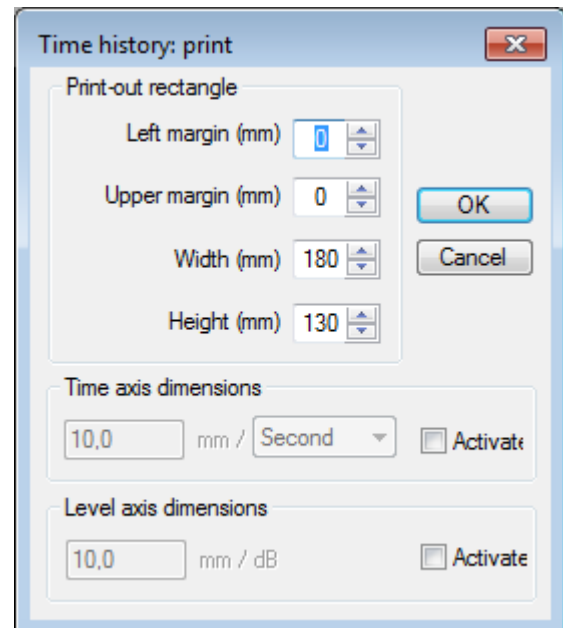 Time history: print
Print-out rectangle
Left margin (mm) 0
Upper margin (mm) 0
OK
Width (mm) 180
Cancel
Height (mm) 130
Time axis dimensions
10,0 mm / Second Activate
Level axis dimensions
10,0 mm / dB Activate